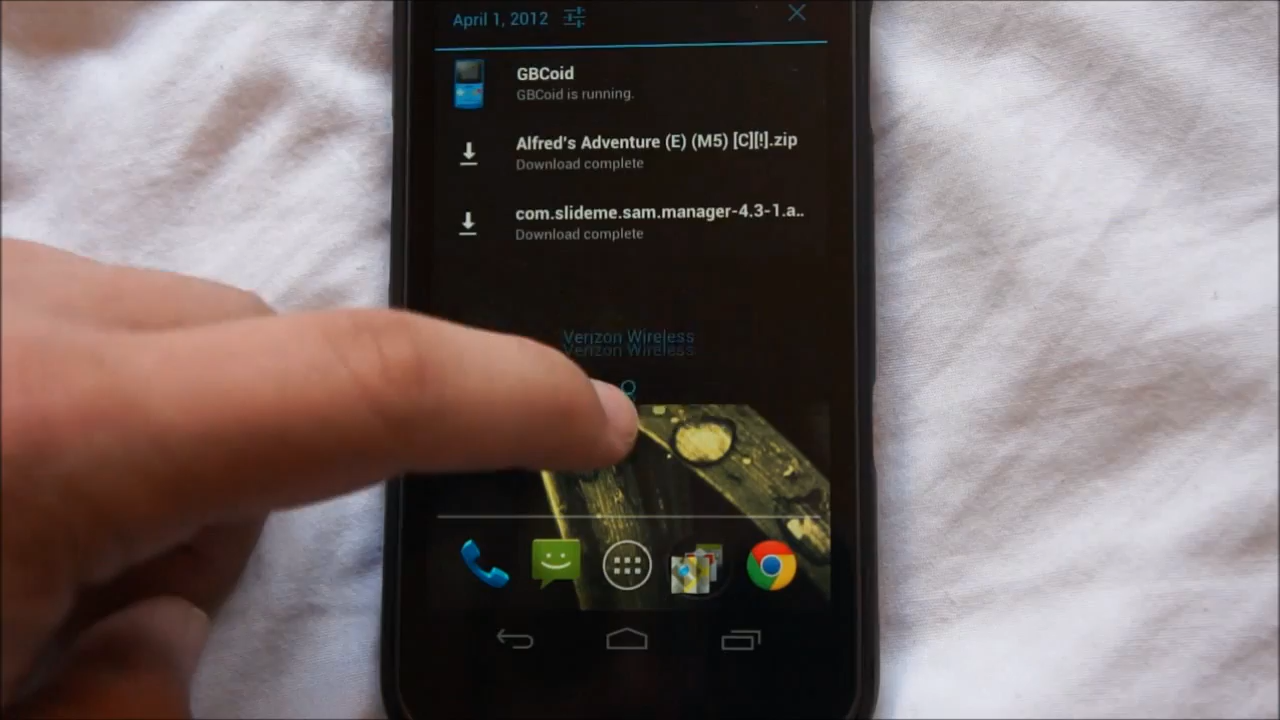 April 1, 2012
GBCoid
GBCoid is running.
Alfred's Adventure (E) (M5) [C][!].zip
Download complete
com.slideme.sam.manager-4.3-1.a..
Download complete
Verizon Wireless
Verizon Wireless